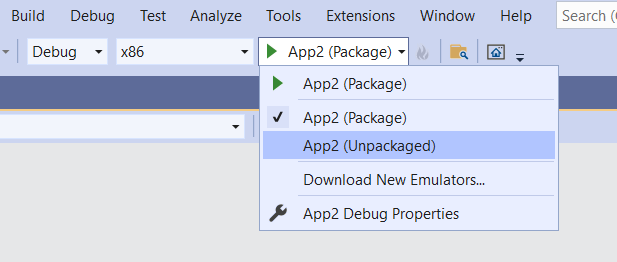 Build Debug Test Analyze Tools Extensions Window Help Search (
Debug x86 App2 (Package)
App2 (Package)
App2 (Package)
App2 (Unpackaged)
Download New Emulators...
App2 Debug Properties